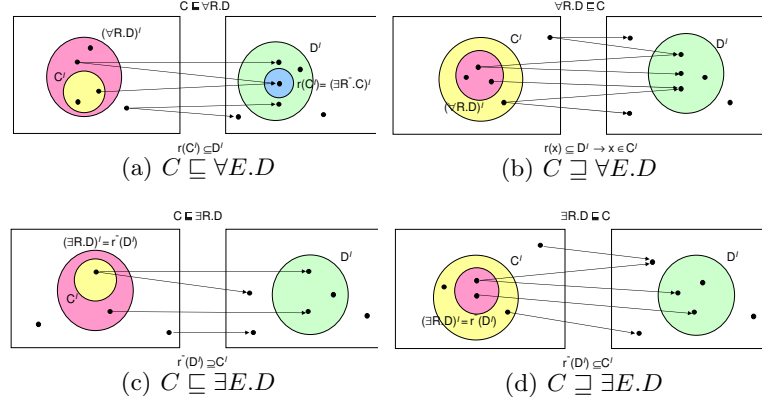 C ⊑ ∀R.D
(∀R.D)ᴵ
Cᴵ
Dᴵ
r(Cᴵ) = (∃R⁻.C)ᴵ
r(Cᴵ) ⊆ Dᴵ
(a) C ⊑ ∀E.D
∀R.D ⊑ C
Cᴵ
Dᴵ
(∀R.D)ᴵ
r(x) ⊆ Dᴵ → x ∈ Cᴵ
(b) C ⊒ ∀E.D
C ⊑ ∃R.D
(∃R.D)ᴵ = r⁻(Dᴵ)
Cᴵ
Dᴵ
r⁻(Dᴵ) ⊇ Cᴵ
(c) C ⊑ ∃E.D
∃R.D ⊑ C
Cᴵ
Dᴵ
(∃R.D)ᴵ = r⁻(Dᴵ)
r⁻(Dᴵ) ⊆ Cᴵ
(d) C ⊒ ∃E.D